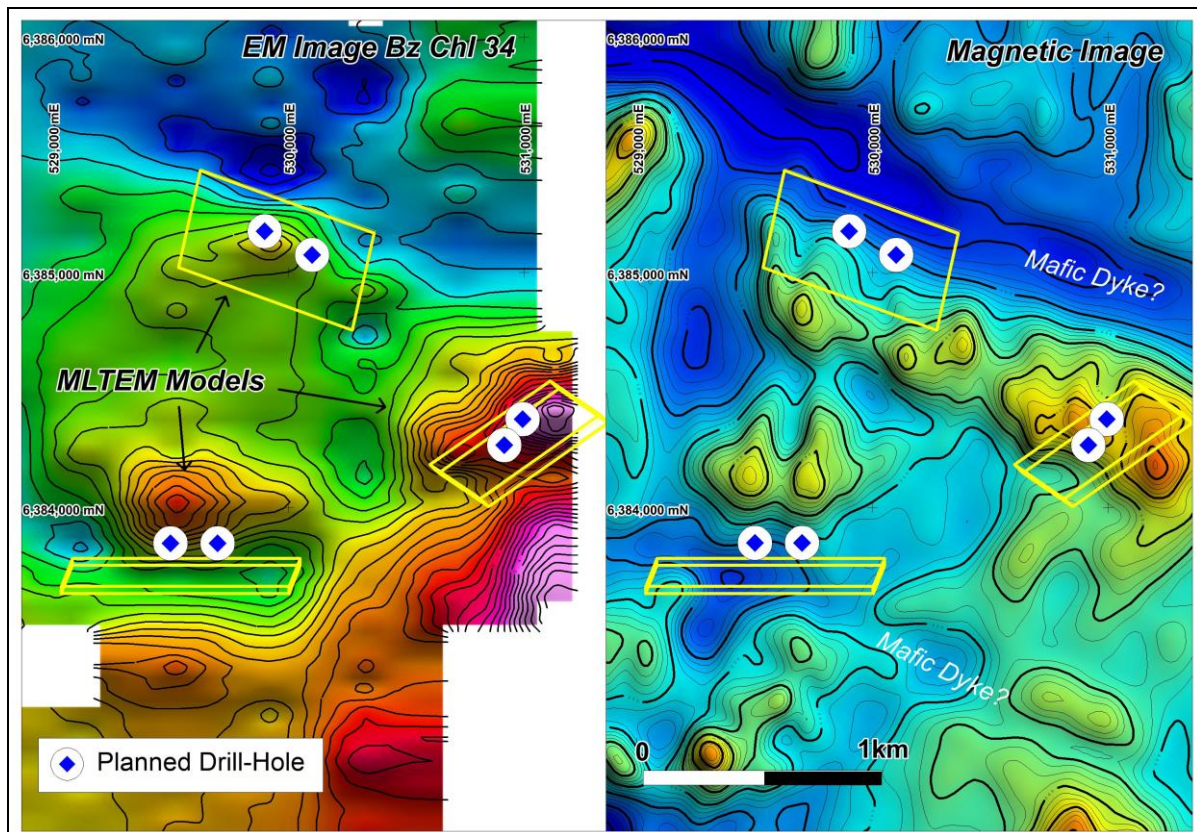 EM Image Bz Chl 34
6,386,000 mN
529,000 mE
530,000 mE
531,000 mE
6,385,000 mN
MLTEM Models
6,384,000 mN
Planned Drill-Hole
Magnetic Image
6,386,000 mN
529,000 mE
530,000 mE
531,000 mE
6,385,000 mN
Mafic Dyke?
6,384,000 mN
Mafic Dyke?
0 1km